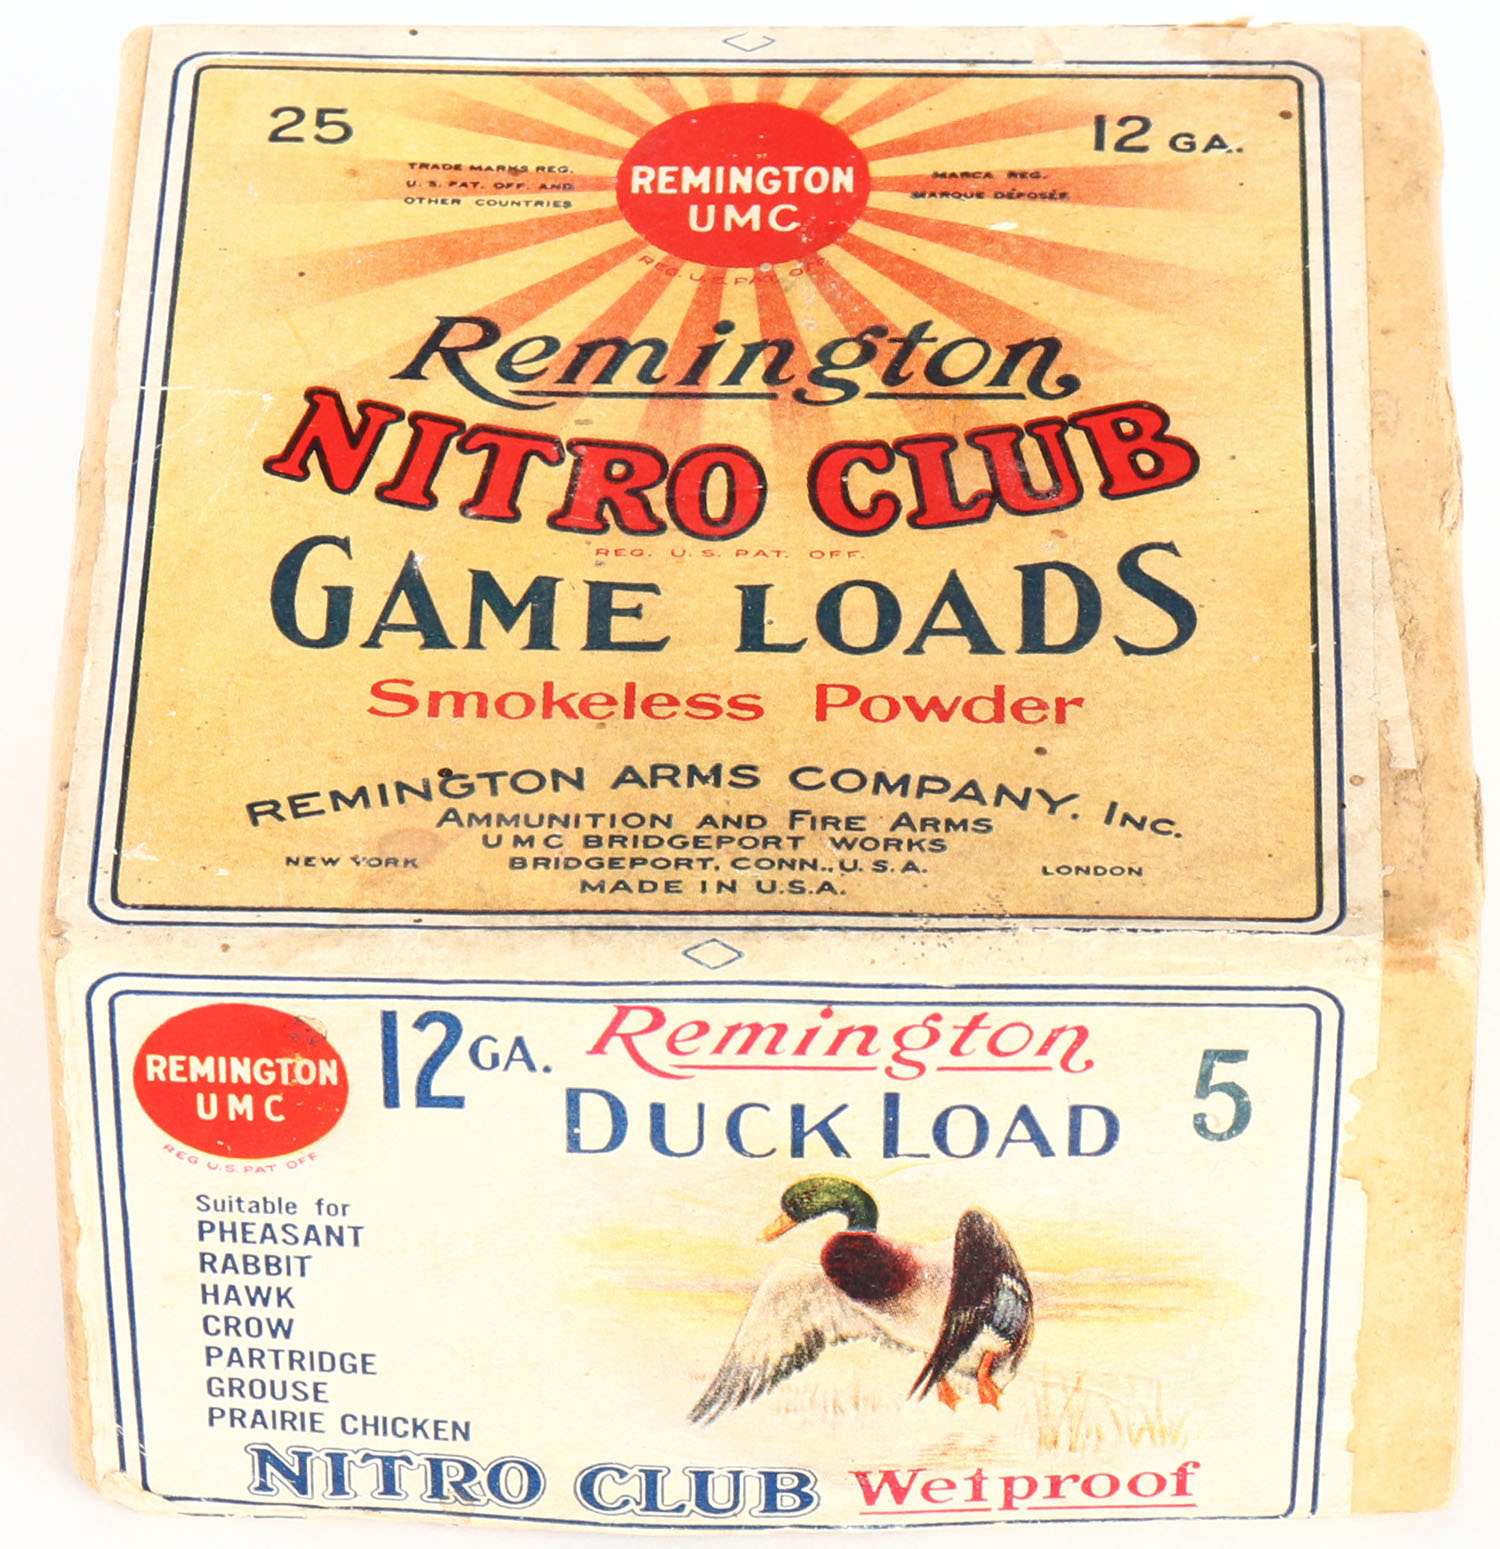 25
12 GA.
TRADE MARKS REG.
U. S. PAT. OFF. AND
OTHER COUNTRIES
REMINGTON
UMC
REG. U.S. PAT. OFF.
MARCA REG.
MARQUE DÉPOSÉE
Remington
NITRO CLUB
REG. U. S. PAT. OFF.
GAME LOADS
Smokeless Powder
REMINGTON ARMS COMPANY, INC.
AMMUNITION AND FIRE ARMS
UMC BRIDGEPORT WORKS
NEW YORK BRIDGEPORT, CONN., U. S. A. LONDON
MADE IN U.S.A.
REMINGTON
UMC
REG U.S. PAT OFF
12 GA.
Remington
DUCK LOAD
5
Suitable for
PHEASANT
RABBIT
HAWK
CROW
PARTRIDGE
GROUSE
PRAIRIE CHICKEN
NITRO CLUB Wetproof